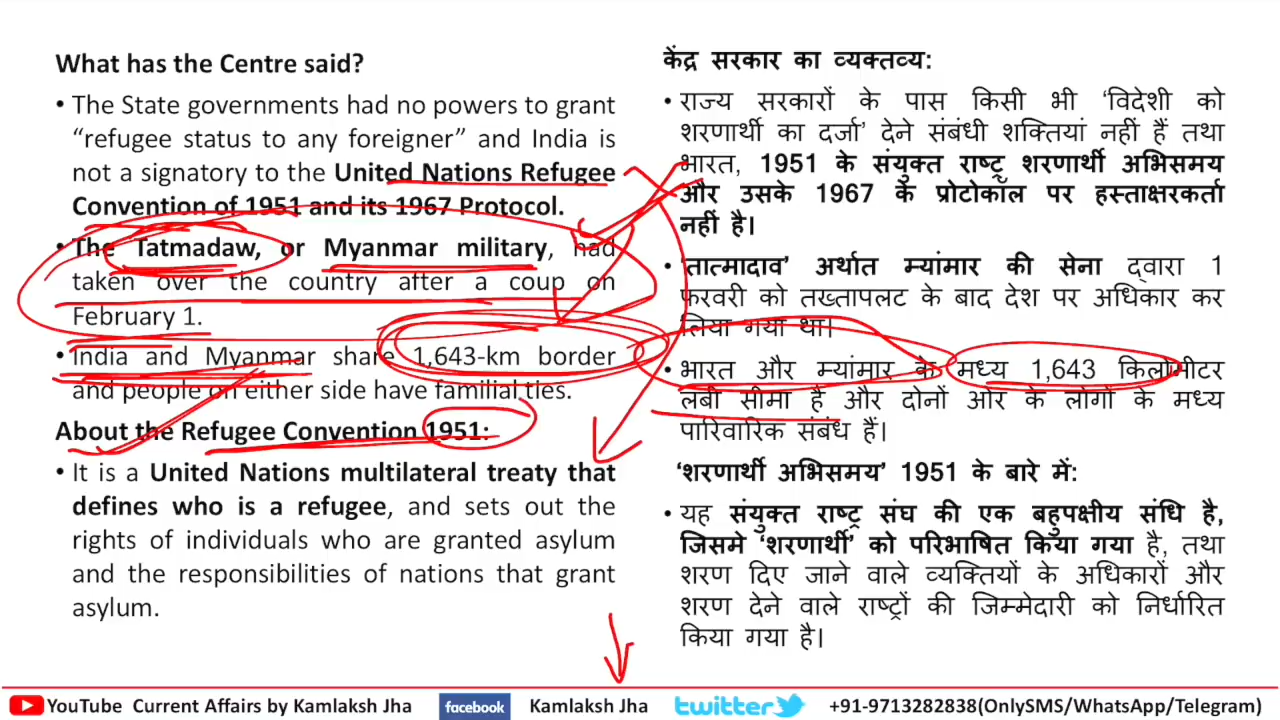 What has the Centre said?
• The State governments had no powers to grant
“refugee status to any foreigner” and India is
not a signatory to the United Nations Refugee
Convention of 1951 and its 1967 Protocol.
• The Tatmadaw, or Myanmar military, had
taken over the country after a coup on
February 1.
• India and Myanmar share 1,643-km border
and people on either side have familial ties.
About the Refugee Convention 1951:
• It is a United Nations multilateral treaty that
defines who is a refugee, and sets out the
rights of individuals who are granted asylum
and the responsibilities of nations that grant
asylum.
केंद्र सरकार का व्यक्तव्य:
• राज्य सरकारों के पास किसी भी ‘विदेशी को
शरणार्थी का दर्जा’ देने संबंधी शक्तियां नहीं हैं तथा
भारत, 1951 के संयुक्त राष्ट्र शरणार्थी अभिसमय
और उसके 1967 के प्रोटोकॉल पर हस्ताक्षरकर्ता
नहीं है।
• ‘तात्मादाव’ अर्थात म्यांमार की सेना द्वारा 1
फरवरी को तख्तापलट के बाद देश पर अधिकार कर
लिया गया था।
• भारत और म्यांमार के मध्य 1,643 किलोमीटर
लंबी सीमा है और दोनों ओर के लोगों के मध्य
पारिवारिक संबंध हैं।
‘शरणार्थी अभिसमय’ 1951 के बारे में:
• यह संयुक्त राष्ट्र संघ की एक बहुपक्षीय संधि है,
जिसमे ‘शरणार्थी’ को परिभाषित किया गया है, तथा
शरण दिए जाने वाले व्यक्तियों के अधिकारों और
शरण देने वाले राष्ट्रों की जिम्मेदारी को निर्धारित
किया गया है।
YouTube Current Affairs by Kamlaksh Jha facebook Kamlaksh Jha twitter +91-9713282838(OnlySMS/WhatsApp/Telegram)